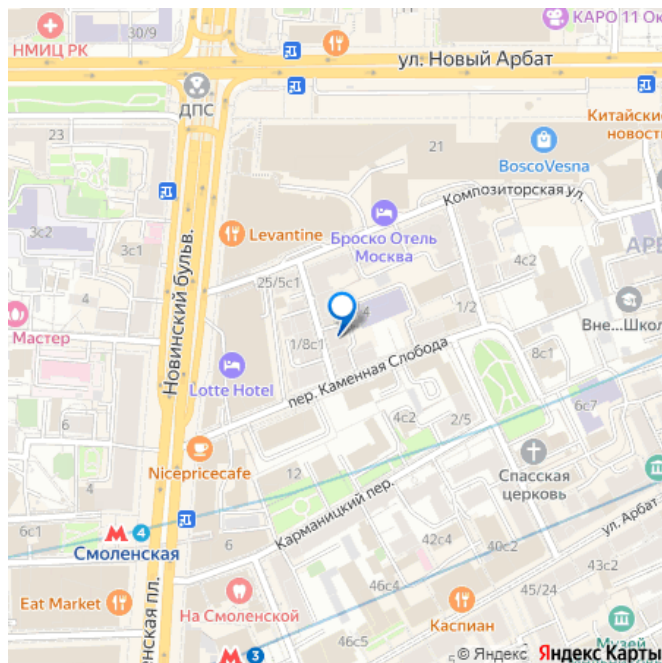 НМИЦ РК
30/9
КАРО 11 Ок
ул. Новый Арбат
ДПС
Китайские
новост
23
21
BoscoVesna
Композиторская ул.
3с2
3с1
Levantine
Броско Отель
Москва
4с2
АРБ
25/5с1
4
Новинский бульв.
4
1/2
Мастер
1/8с1
Вне...Школ
8с1
Lotte Hotel
пер. Каменная Слобода
4с2
2/5
6с7
Nicepricecafe
12
Спасская
церковь
Карманицкий пер.
ул. Арбат
6с1
4
Смоленская
6
42с4
40с2
43с2
46с4
45/24
Eat Market
На Смоленской
Каспиан
Музей
енская пл.
3
46с5
© Яндекс Яндекс Карты